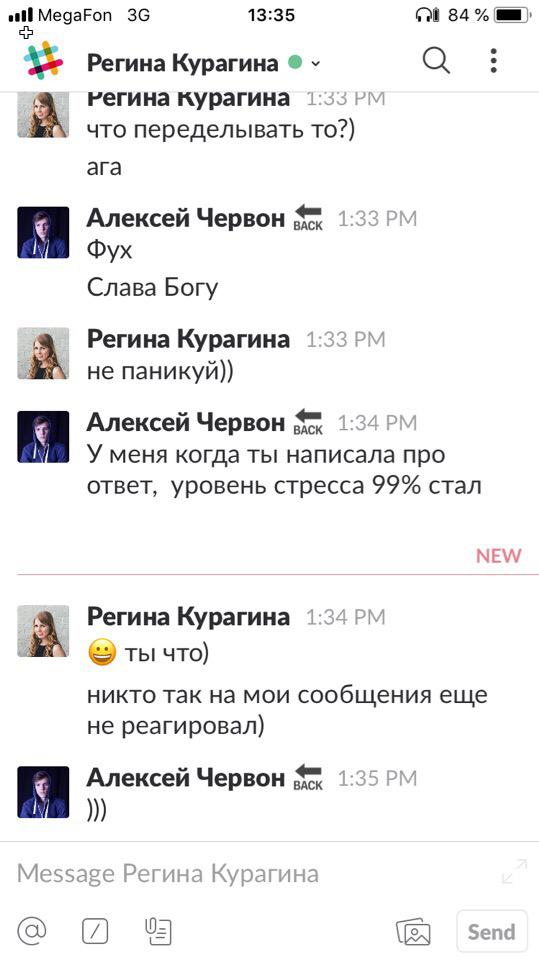 MegaFon 3G 13:35 84 %
Регина Курагина
Регина Курагина 1:33 PM
что переделывать то?)
ага
Алексей Червон BACK 1:33 PM
Фух
Слава Богу
Регина Курагина 1:33 PM
не паникуй))
Алексей Червон BACK 1:34 PM
У меня когда ты написала про
ответ, уровень стресса 99% стал
NEW
Регина Курагина 1:34 PM
😀 ты что)
никто так на мои сообщения еще
не реагировал)
Алексей Червон BACK 1:35 PM
)))
Message Регина Курагина
@ / Send